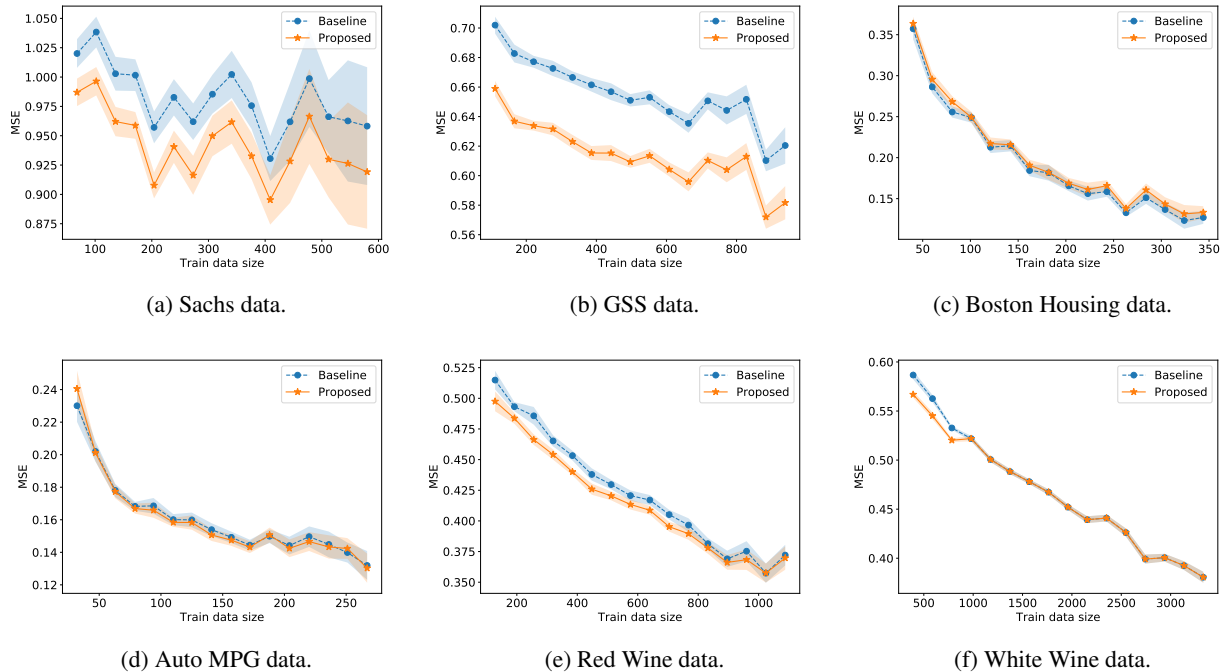 1.050
1.025
1.000
0.975
0.950
0.925
0.900
0.875
MSE
100 200 300 400 500 600
Train data size
Baseline
Proposed
(a) Sachs data.
0.70
0.68
0.66
0.64
0.62
0.60
0.58
0.56
MSE
200 400 600 800
Train data size
Baseline
Proposed
(b) GSS data.
0.35
0.30
0.25
0.20
0.15
MSE
50 100 150 200 250 300 350
Train data size
Baseline
Proposed
(c) Boston Housing data.
0.24
0.22
0.20
0.18
0.16
0.14
0.12
MSE
50 100 150 200 250
Train data size
Baseline
Proposed
(d) Auto MPG data.
0.525
0.500
0.475
0.450
0.425
0.400
0.375
0.350
MSE
200 400 600 800 1000
Train data size
Baseline
Proposed
(e) Red Wine data.
0.60
0.55
0.50
0.45
0.40
MSE
500 1000 1500 2000 2500 3000
Train data size
Baseline
Proposed
(f) White Wine data.